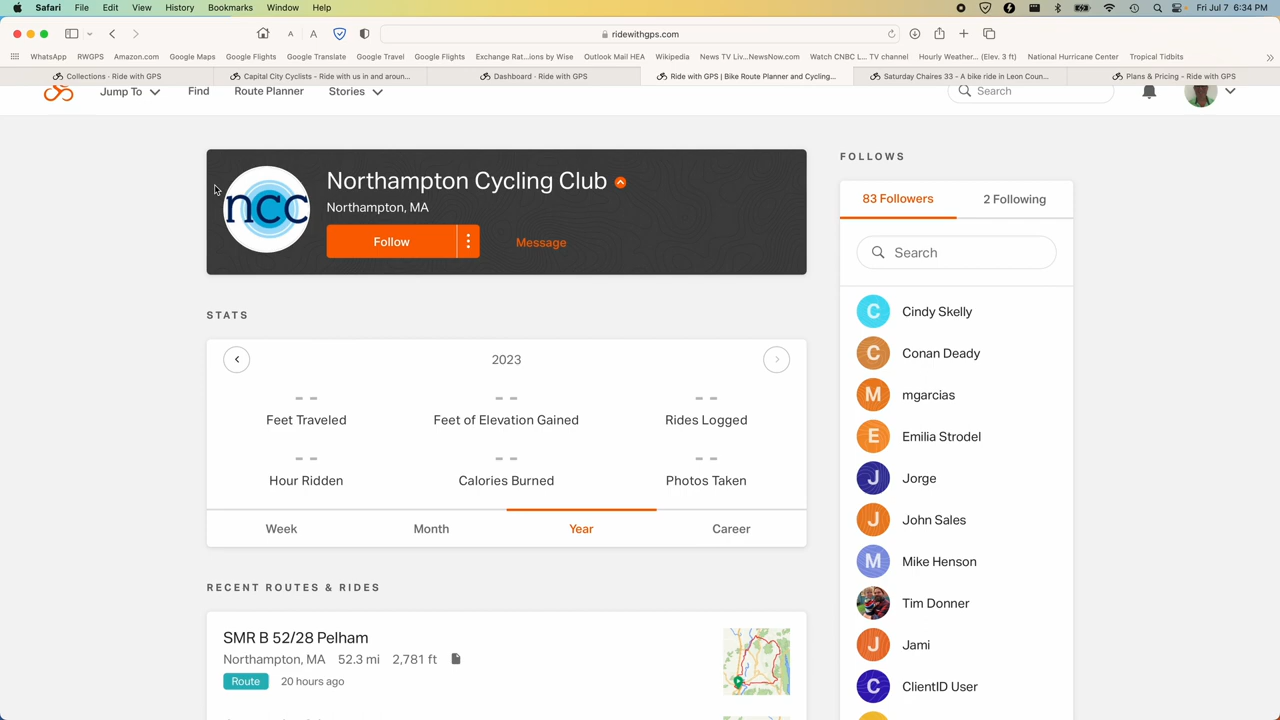 Safari File Edit View History Bookmarks Window Help Fri Jul 7 6:34 PM
A A ridewithgps.com
WhatsApp RWGPS Amazon.com Google Maps Google Flights Google Translate Google Travel Google Flights Exchange Rat...ions by Wise Outlook Mail HEA Wikipedia News TV Liv...NewsNow.com Watch CNBC L... TV channel Hourly Weather... (Elev. 3 ft) National Hurricane Center Tropical Tidbits
Collections · Ride with GPS Capital City Cyclists – Ride with us in and aroun... Dashboard · Ride with GPS Ride with GPS | Bike Route Planner and Cycling... Saturday Chaires 33 – A bike ride in Leon Coun... Plans & Pricing – Ride with GPS
Jump To Find Route Planner Stories Search
ncc
Northampton Cycling Club
Northampton, MA
Follow Message
STATS
2023
-- -- --
Feet Traveled Feet of Elevation Gained Rides Logged
-- -- --
Hour Ridden Calories Burned Photos Taken
Week Month Year Career
RECENT ROUTES & RIDES
SMR B 52/28 Pelham
Northampton, MA 52.3 mi 2,781 ft
Route 20 hours ago
FOLLOWS
83 Followers 2 Following
Search
C Cindy Skelly
C Conan Deady
M mgarcias
E Emilia Strodel
J Jorge
J John Sales
M Mike Henson
Tim Donner
J Jami
C ClientID User